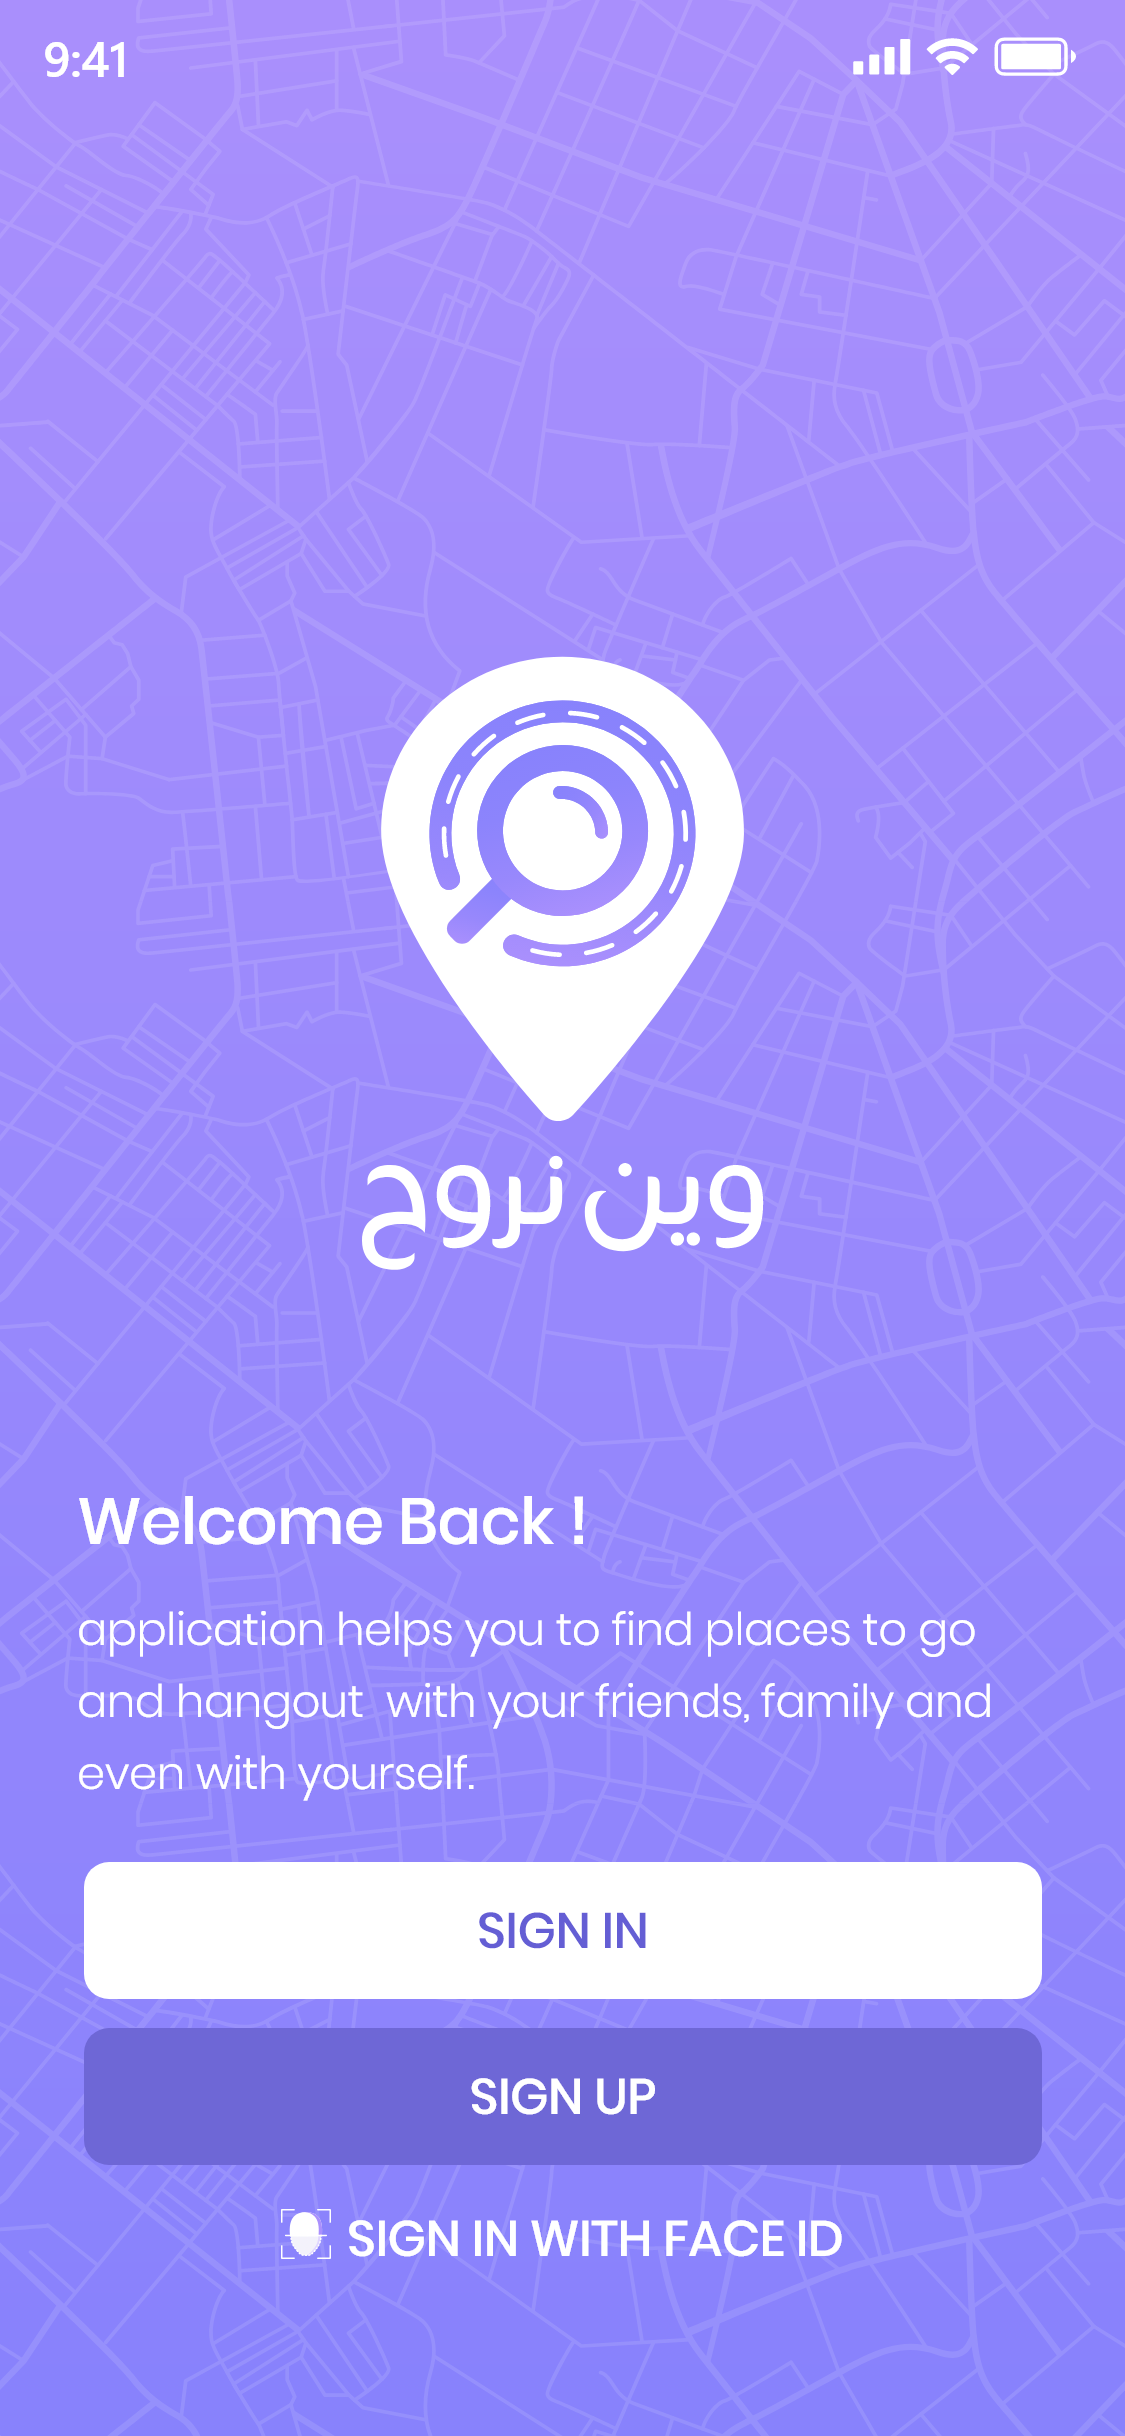 9:41
وين نروح
Welcome Back !
application helps you to find places to go
and hangout  with your friends, family and
even with yourself.
SIGN IN
SIGN UP
SIGN IN WITH FACE ID